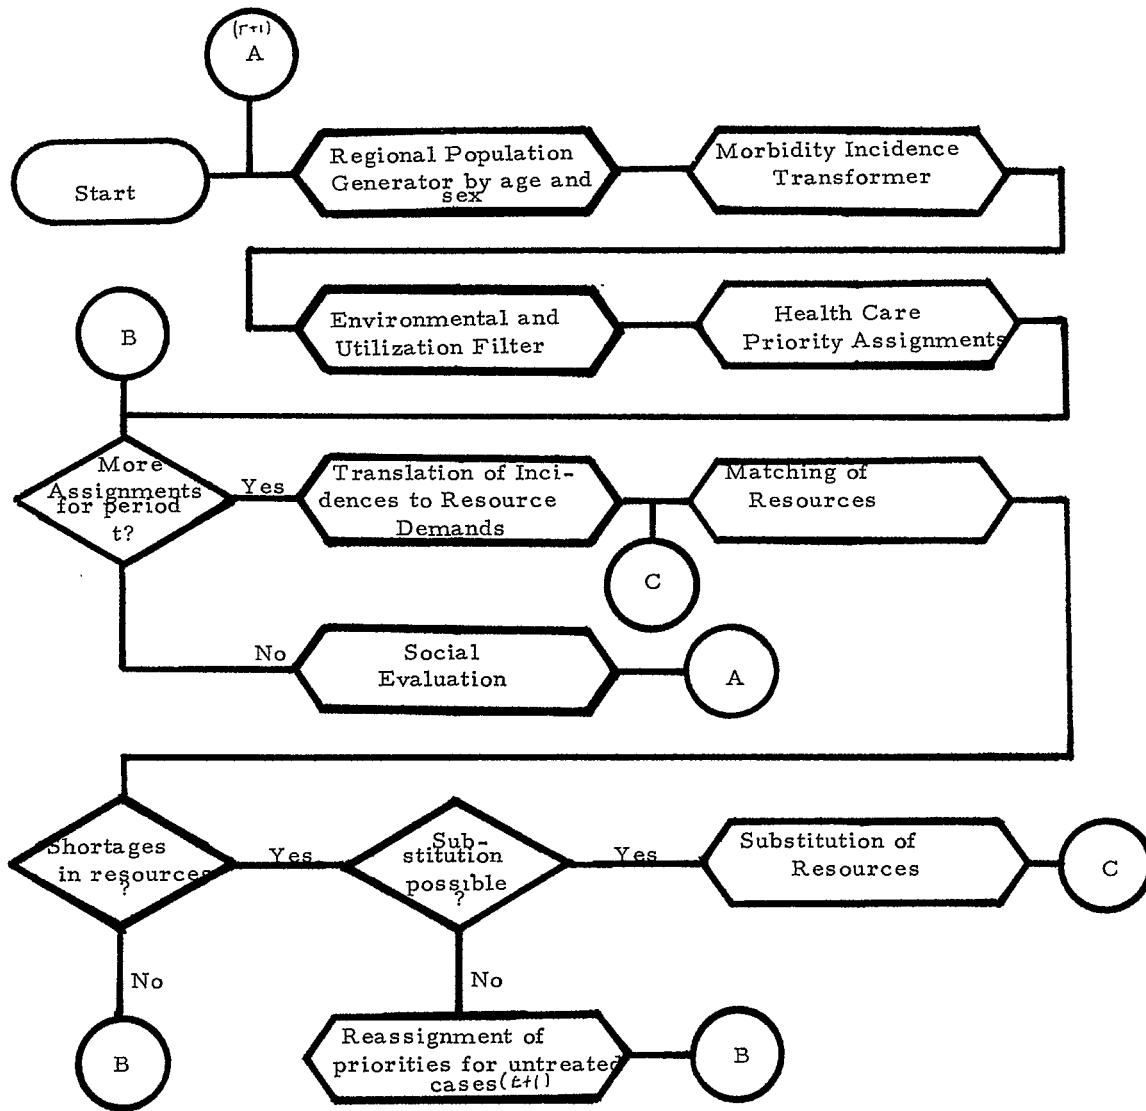 (t+1)
A
Start
Regional Population
Generator by age and
sex
Morbidity Incidence
Transformer
B
Environmental and
Utilization Filter
Health Care
Priority Assignments
More
Assignments
for period
t?
Yes
Translation of Inci-
dences to Resource
Demands
Matching of
Resources
C
No
Social
Evaluation
A
Shortages
in resources
?
Yes
Sub-
stitution
possible
?
Yes
Substitution of
Resources
C
No
No
B
Reassignment of
priorities for untreated
cases(t+1)
B